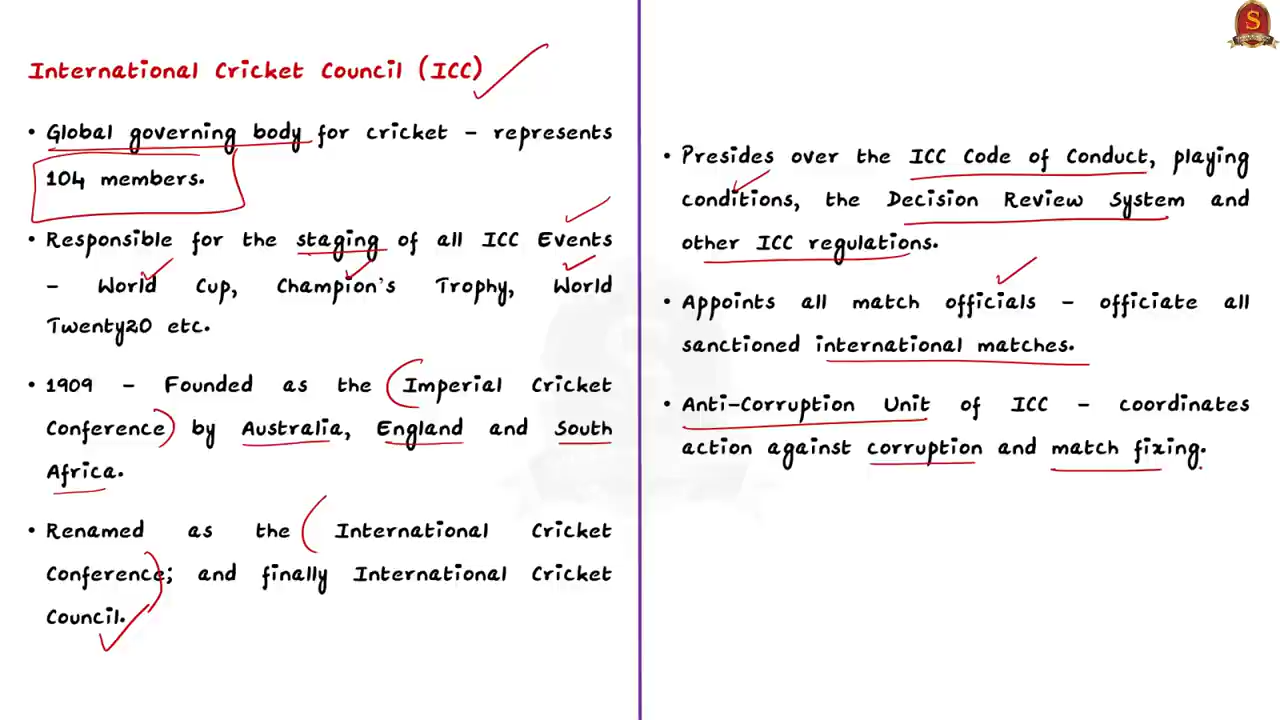 International Cricket Council (ICC)
• Global governing body for cricket – represents
104 members.
• Responsible for the staging of all ICC Events
– World Cup, Champion's Trophy, World
Twenty20 etc.
• 1909 – Founded as the Imperial Cricket
Conference by Australia, England and South
Africa.
• Renamed as the International Cricket
Conference; and finally International Cricket
Council.
• Presides over the ICC Code of Conduct, playing
conditions, the Decision Review System and
other ICC regulations.
• Appoints all match officials – officiate all
sanctioned international matches.
• Anti-Corruption Unit of ICC – coordinates
action against corruption and match fixing.
S